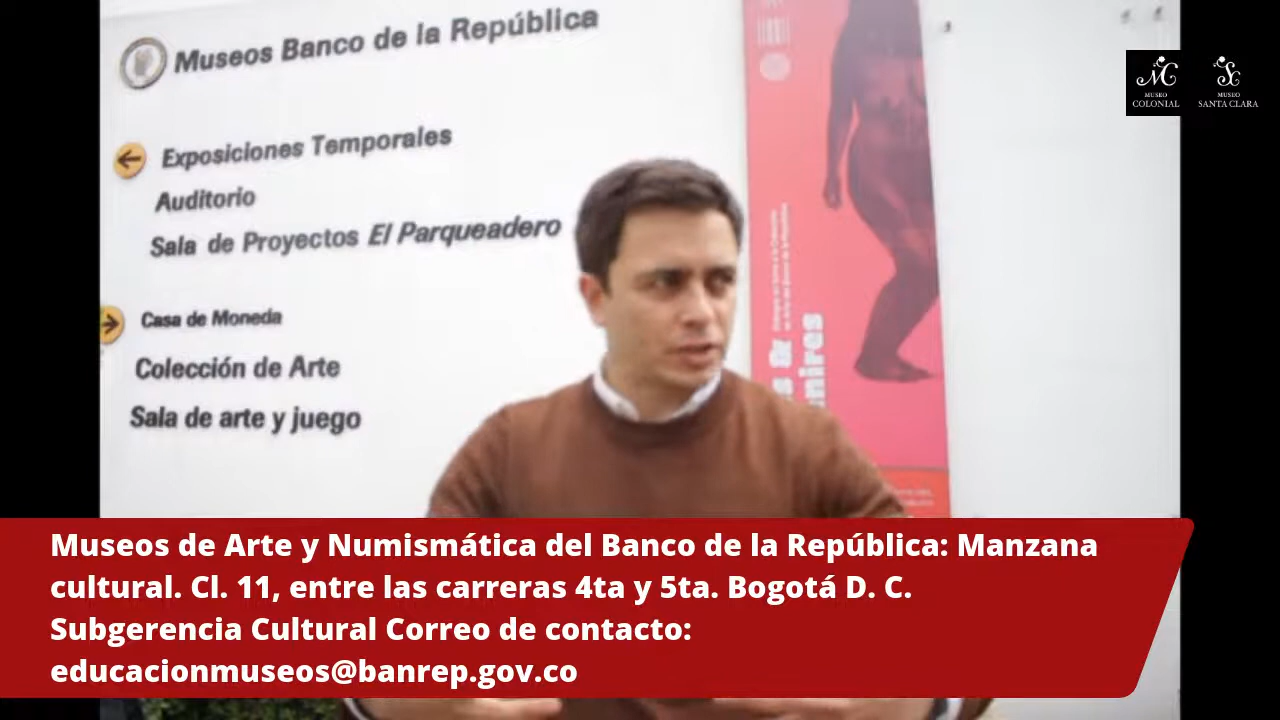 Museos Banco de la República
Exposiciones Temporales
Auditorio
Sala de Proyectos El Parqueadero
Casa de Moneda
Colección de Arte
Sala de arte y juego
MUSEO
COLONIAL
MUSEO
SANTA CLARA
Museos de Arte y Numismática del Banco de la República: Manzana
cultural. Cl. 11, entre las carreras 4ta y 5ta. Bogotá D. C.
Subgerencia Cultural Correo de contacto:
educacionmuseos@banrep.gov.co